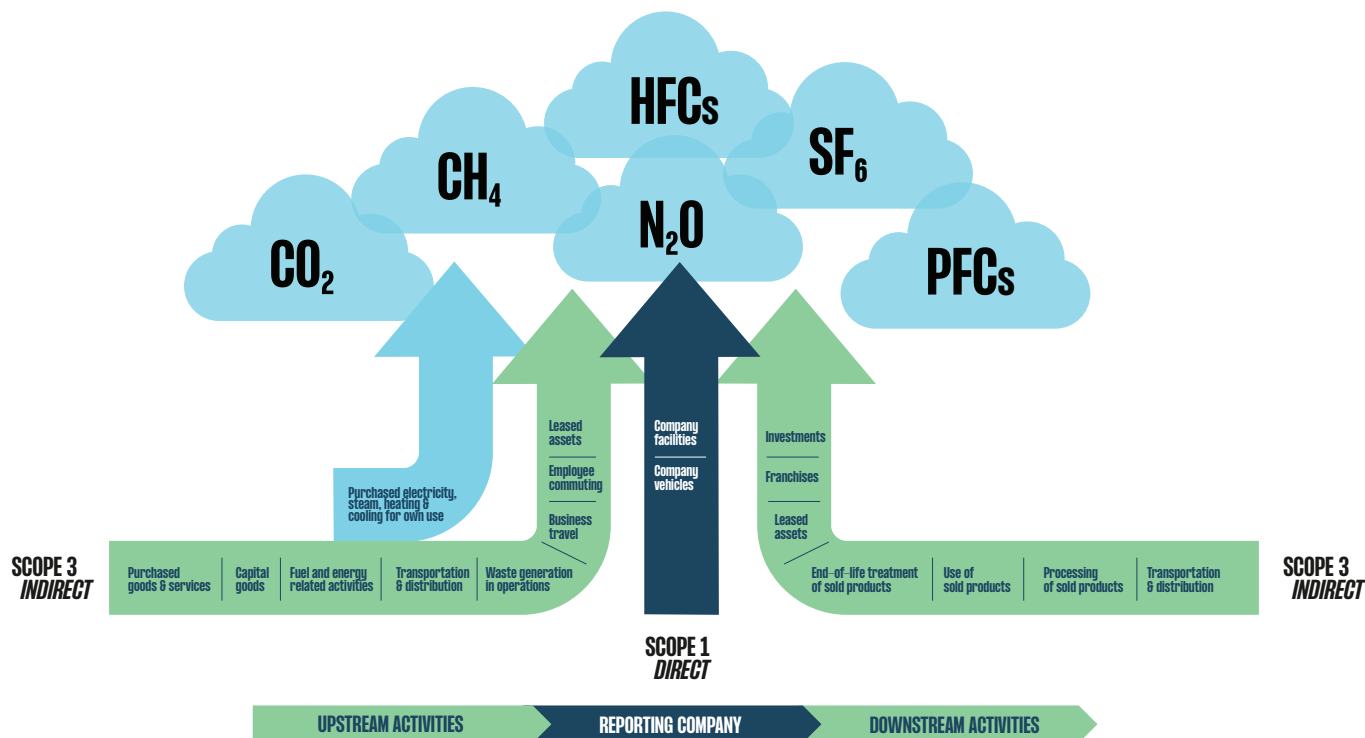 HFCs
SF₆
CH₄
N₂O
CO₂
PFCs
Leased
assets
Employee
commuting
Business
travel
Company
facilities
Company
vehicles
Investments
Franchises
Leased
assets
Purchased electricity,
steam, heating &
cooling for own use
SCOPE 3
INDIRECT
Purchased
goods & services
Capital
goods
Fuel and energy
related activities
Transportation
& distribution
Waste generation
in operations
End-of-life treatment
of sold products
Use of
sold products
Processing
of sold products
Transportation
& distribution
SCOPE 3
INDIRECT
SCOPE 1
DIRECT
UPSTREAM ACTIVITIES
REPORTING COMPANY
DOWNSTREAM ACTIVITIES